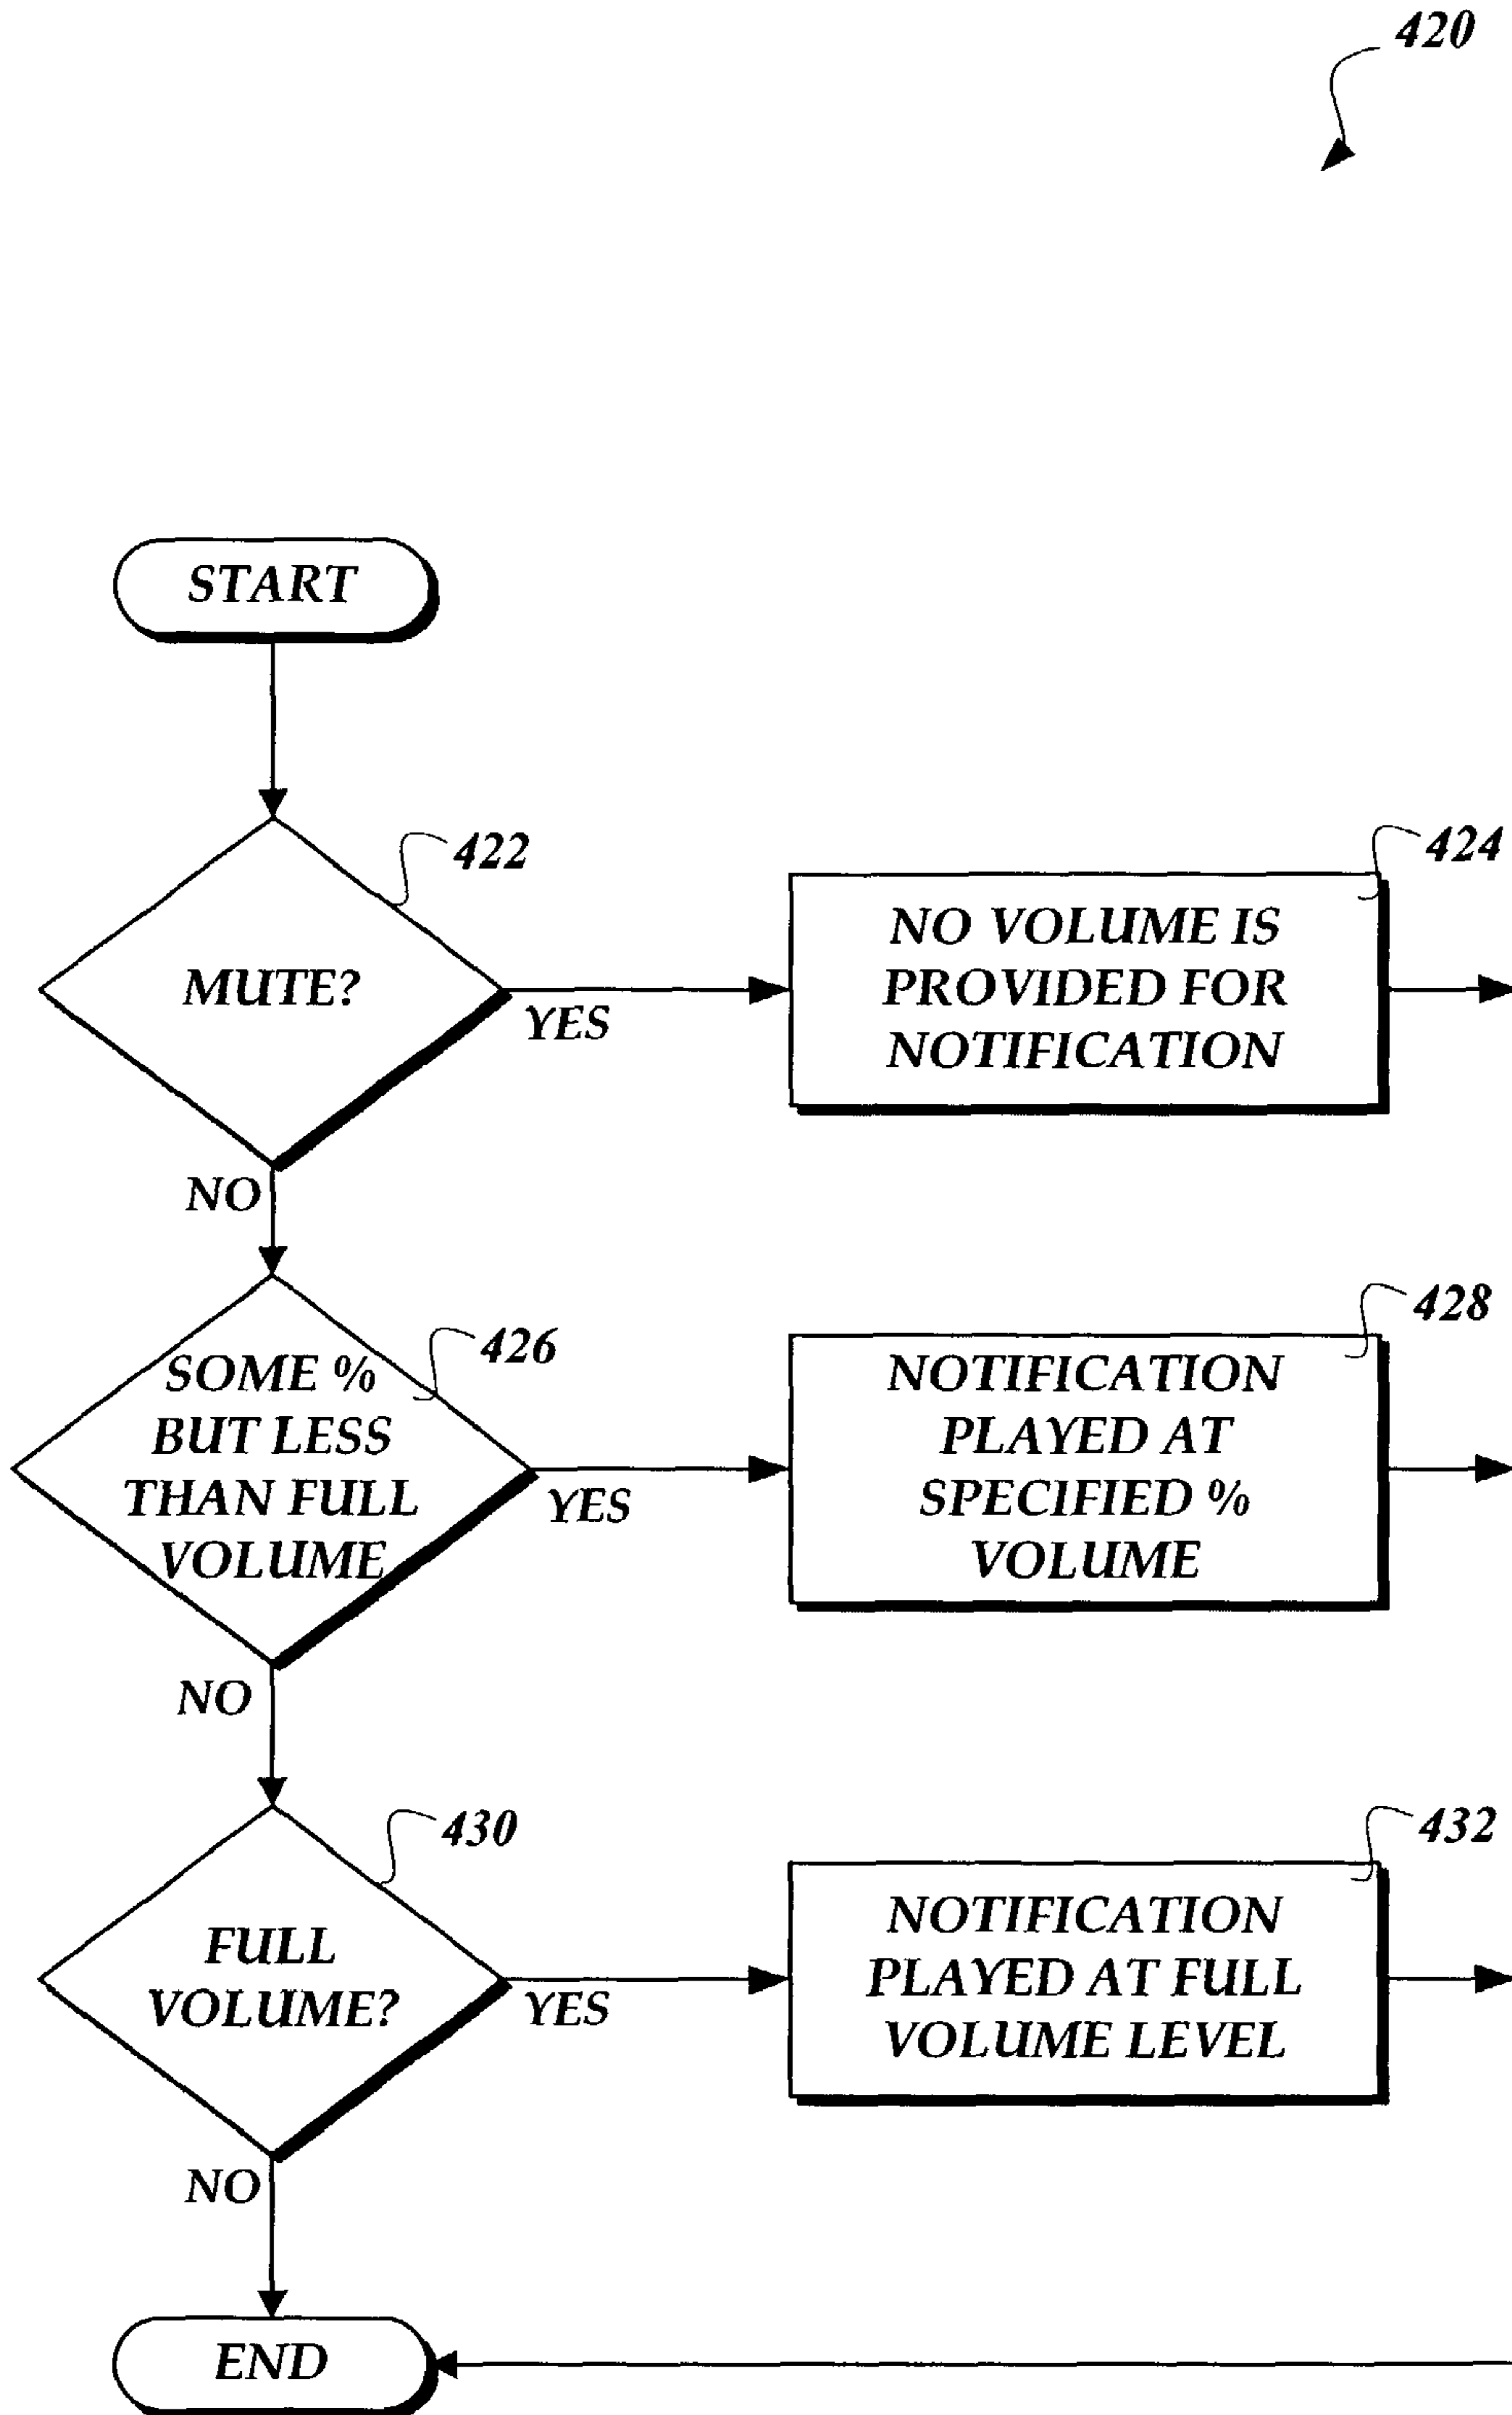 420
START
422
MUTE?
YES
NO
424
NO VOLUME IS
PROVIDED FOR
NOTIFICATION
426
SOME %
BUT LESS
THAN FULL
VOLUME
YES
NO
428
NOTIFICATION
PLAYED AT
SPECIFIED %
VOLUME
430
FULL
VOLUME?
YES
NO
432
NOTIFICATION
PLAYED AT FULL
VOLUME LEVEL
END